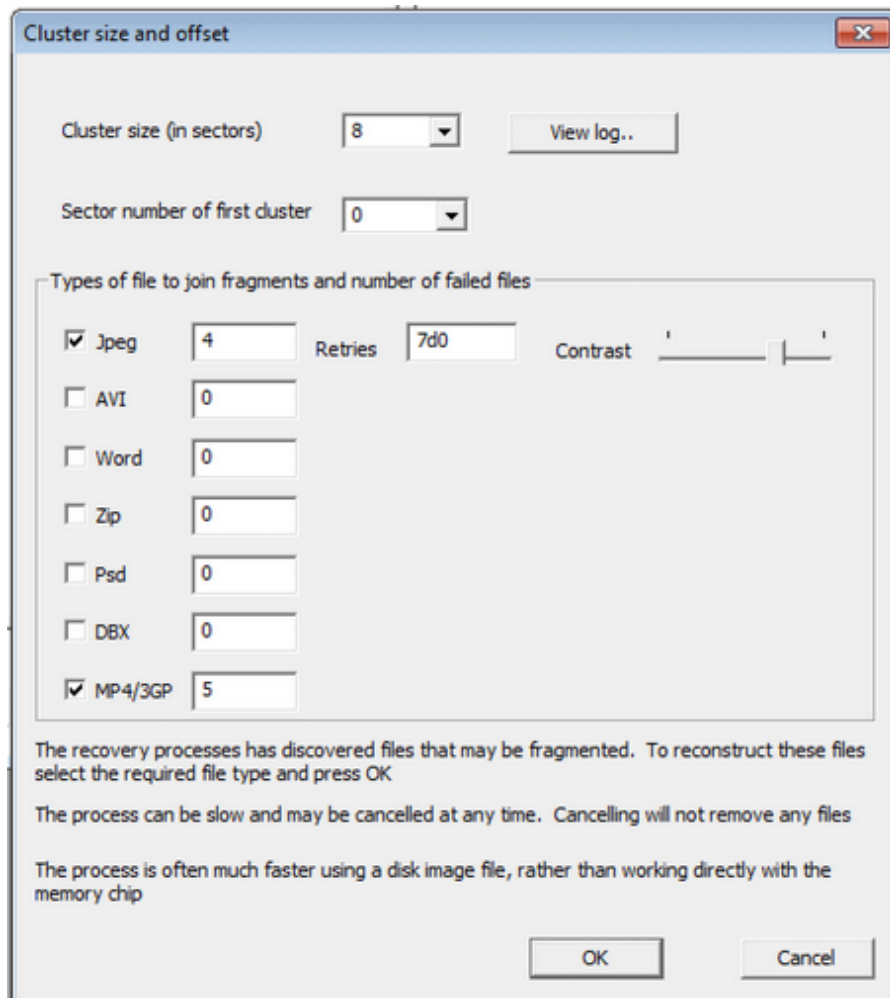 Cluster size and offset
Cluster size (in sectors) 8 View log..
Sector number of first cluster 0
Types of file to join fragments and number of failed files
Jpeg 4 Retries 7d0 Contrast
AVI 0
Word 0
Zip 0
Psd 0
DBX 0
MP4/3GP 5
The recovery processes has discovered files that may be fragmented. To reconstruct these files
select the required file type and press OK
The process can be slow and may be cancelled at any time. Cancelling will not remove any files
The process is often much faster using a disk image file, rather than working directly with the
memory chip
OK Cancel